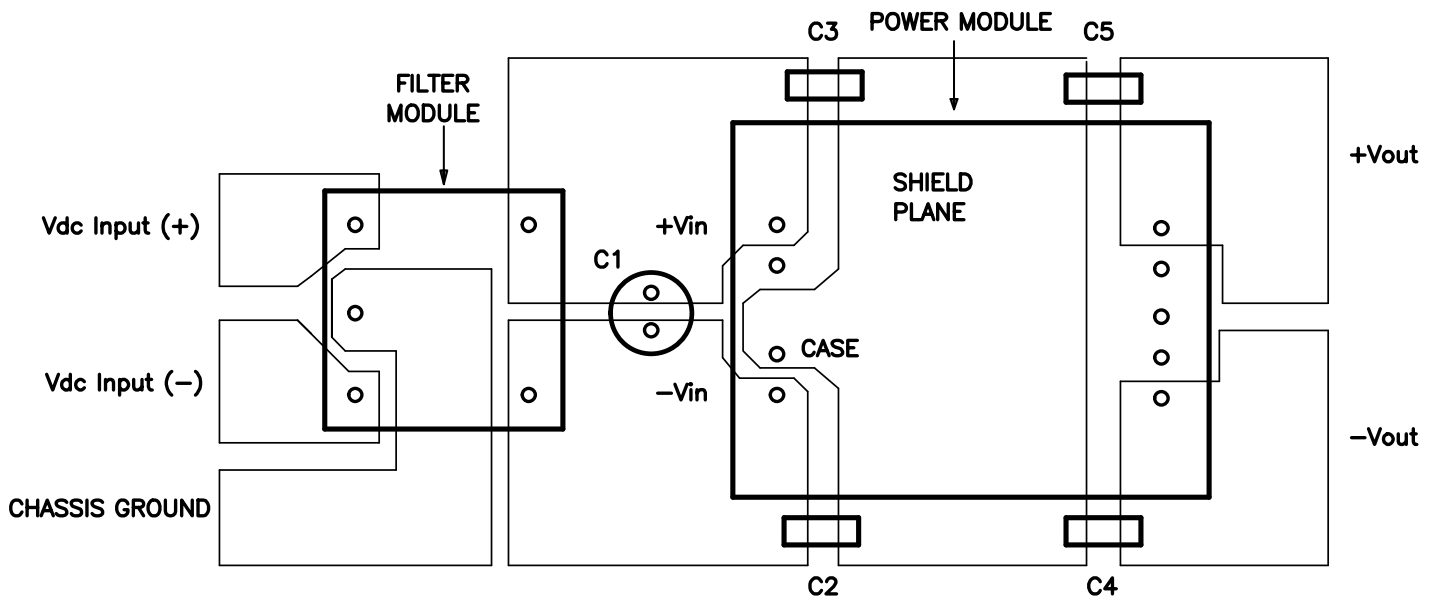 C3
POWER MODULE
C5
FILTER
MODULE
+Vout
SHIELD
PLANE
Vdc Input (+)
+Vin
C1
CASE
Vdc Input (−)
−Vin
−Vout
CHASSIS GROUND
C2
C4